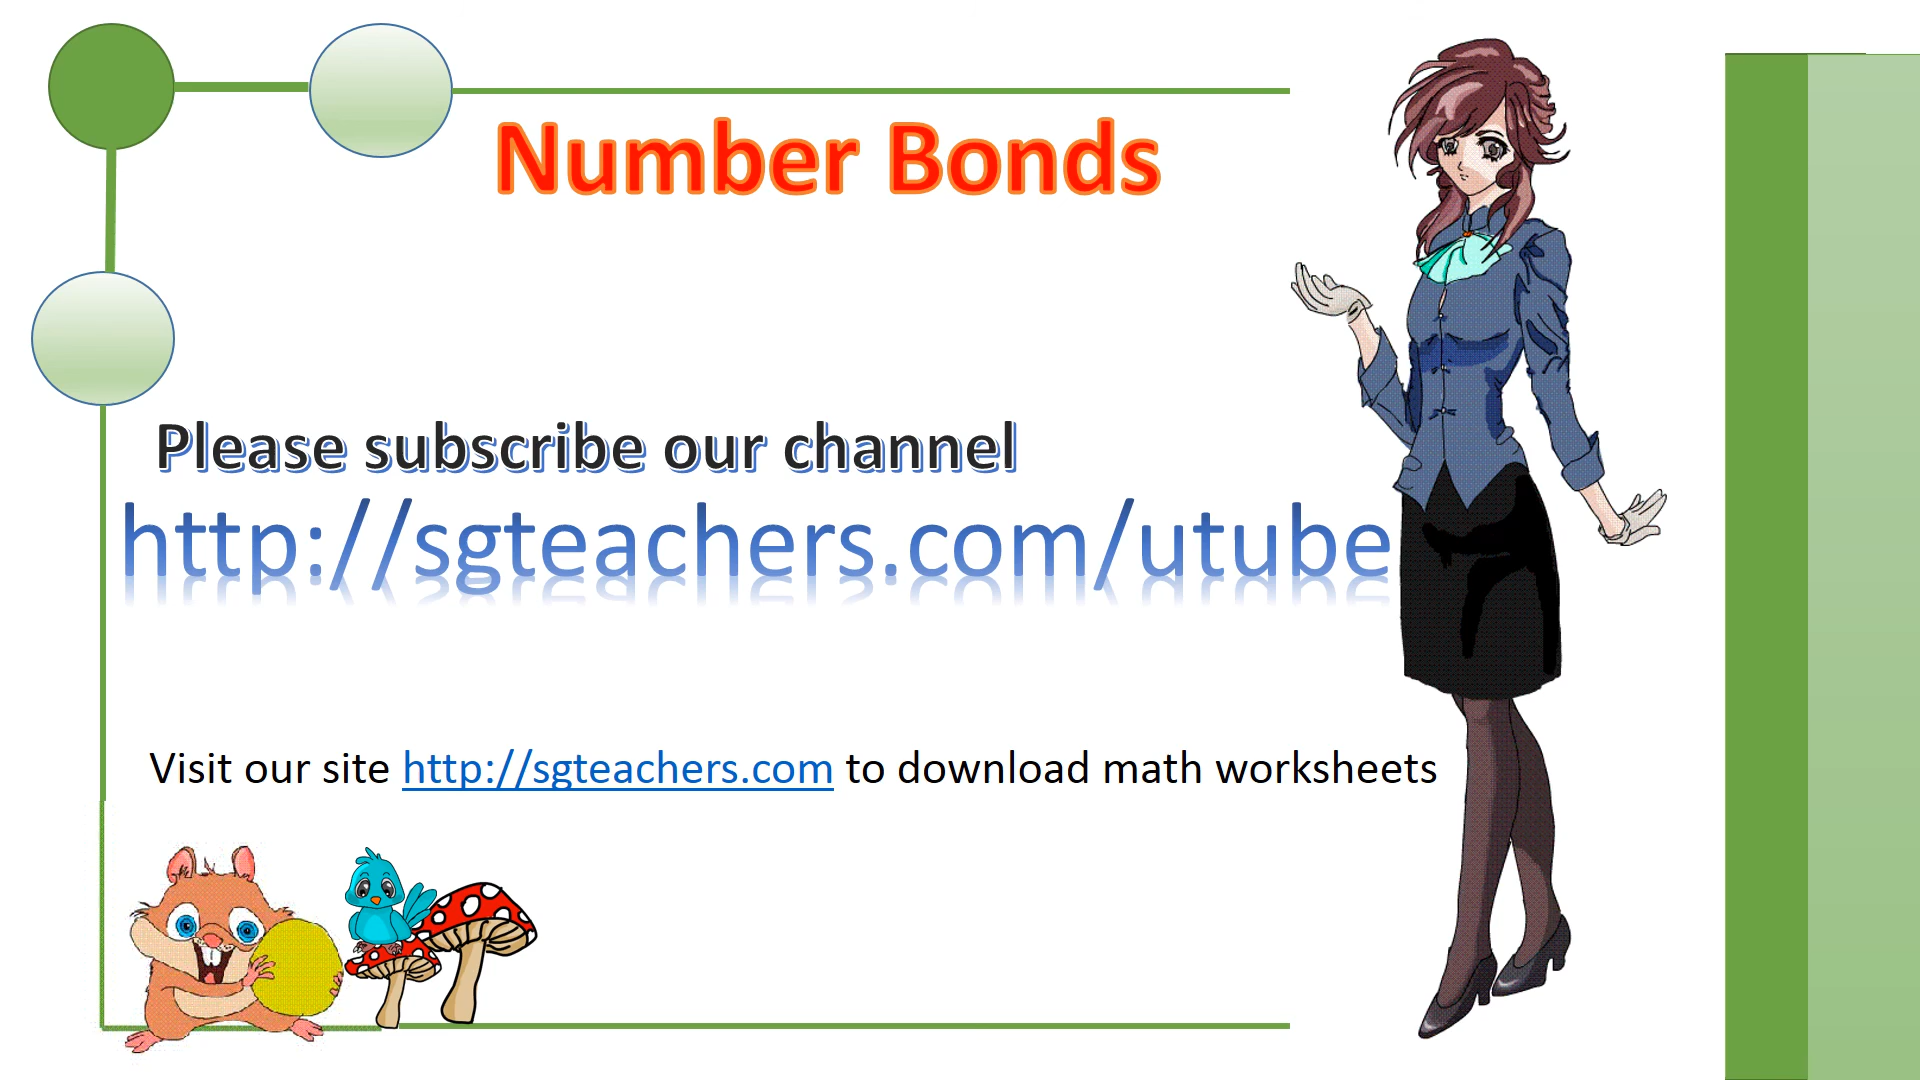 Number Bonds
Please subscribe our channel
http://sgteachers.com/utube
Visit our site http://sgteachers.com to download math worksheets